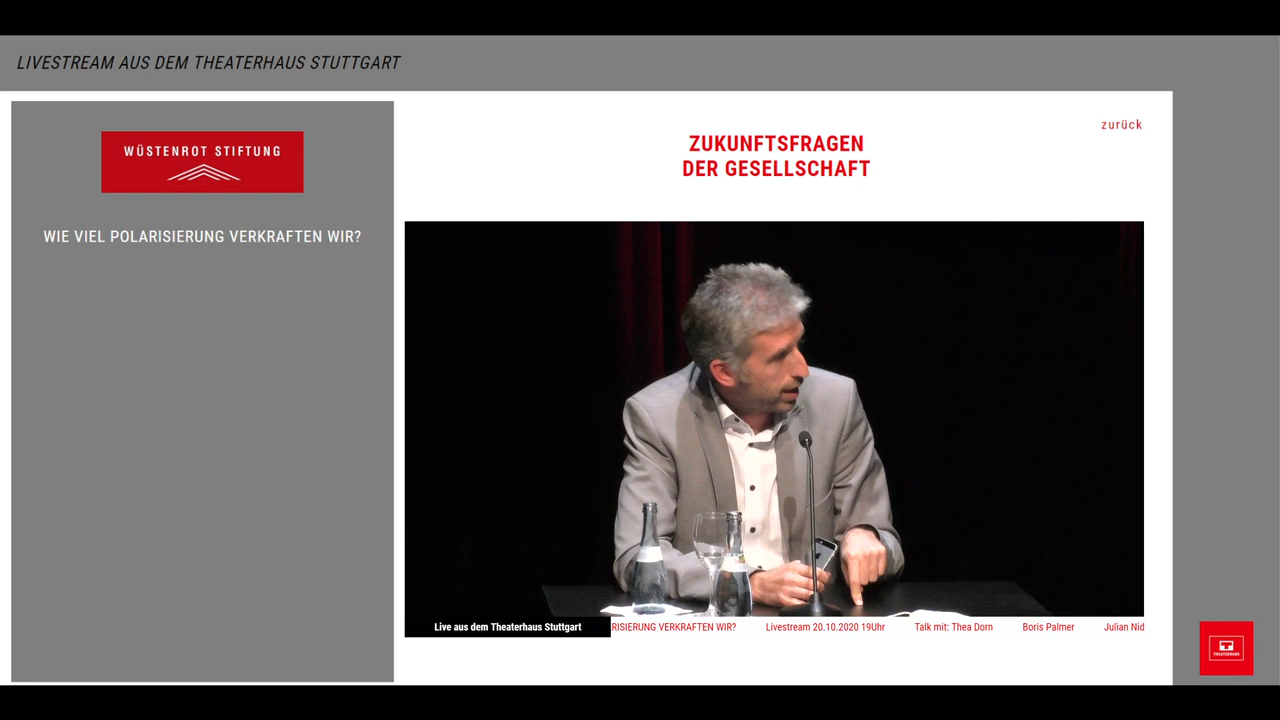 LIVESTREAM AUS DEM THEATERHAUS STUTTGART
WÜSTENROT STIFTUNG
WIE VIEL POLARISIERUNG VERKRAFTEN WIR?
zurück
ZUKUNFTSFRAGEN
DER GESELLSCHAFT
Live aus dem Theaterhaus Stuttgart RISIERUNG VERKRAFTEN WIR? Livestream 20.10.2020 19Uhr Talk mit: Thea Dorn Boris Palmer Julian Nid
THEATERHAUS